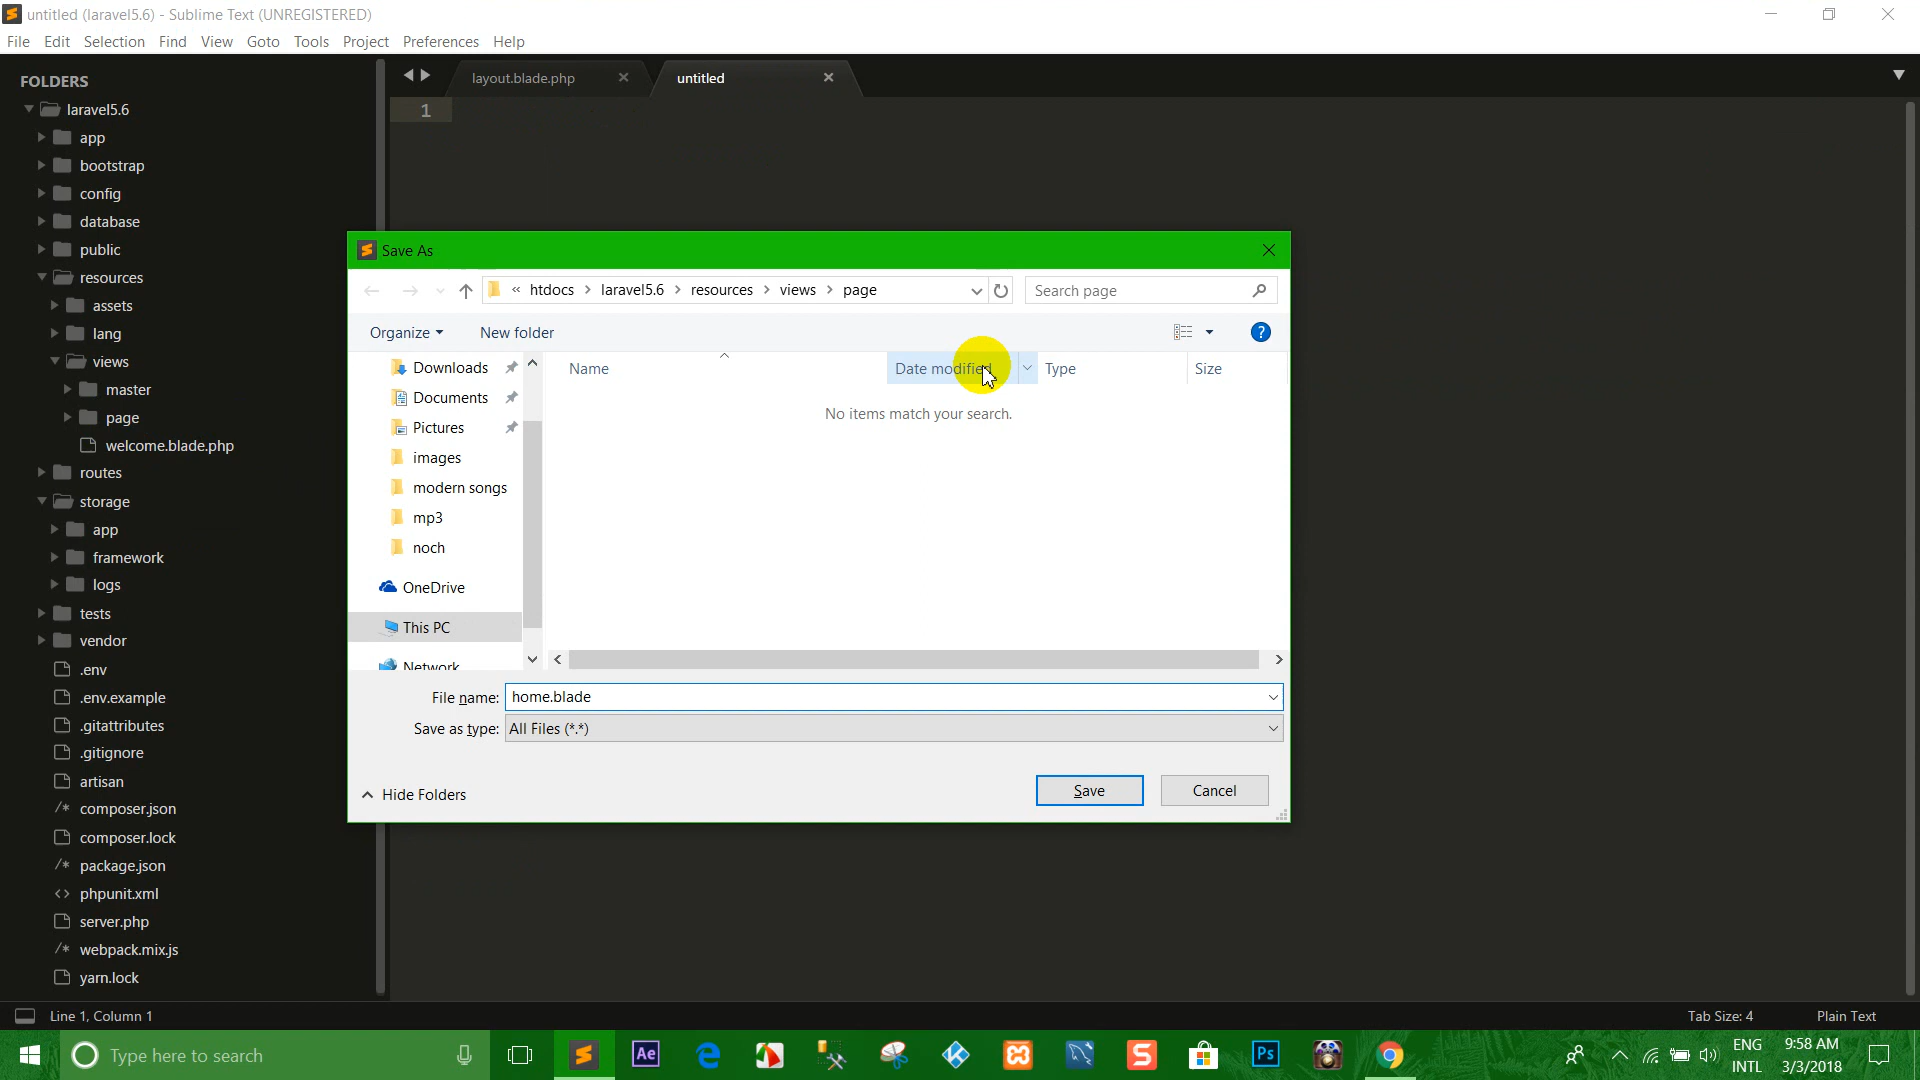 untitled (laravel5.6) - Sublime Text (UNREGISTERED)
File Edit Selection Find View Goto Tools Project Preferences Help
FOLDERS
laravel5.6
app
bootstrap
config
database
public
resources
assets
lang
views
master
page
welcome.blade.php
routes
storage
app
framework
logs
tests
vendor
.env
.env.example
.gitattributes
.gitignore
artisan
/* composer.json
composer.lock
/* package.json
<> phpunit.xml
server.php
/* webpack.mix.js
yarn.lock
layout.blade.php
untitled
1
Save As
« htdocs > laravel5.6 > resources > views > page
Search page
Organize
New folder
?
Downloads
Documents
Pictures
images
modern songs
mp3
noch
OneDrive
This PC
Network
Name Date modified Type Size
No items match your search.
File name: home.blade
Save as type: All Files (*.*)
Hide Folders
Save
Cancel
Line 1, Column 1
Tab Size: 4
Plain Text
Type here to search
Ae
Ps
ENG
INTL
9:58 AM
3/3/2018